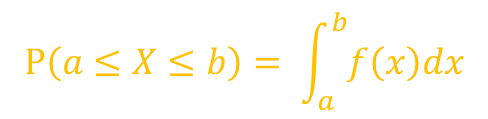 P(a ≤ X ≤ b) = ∫_a^b f(x)dx